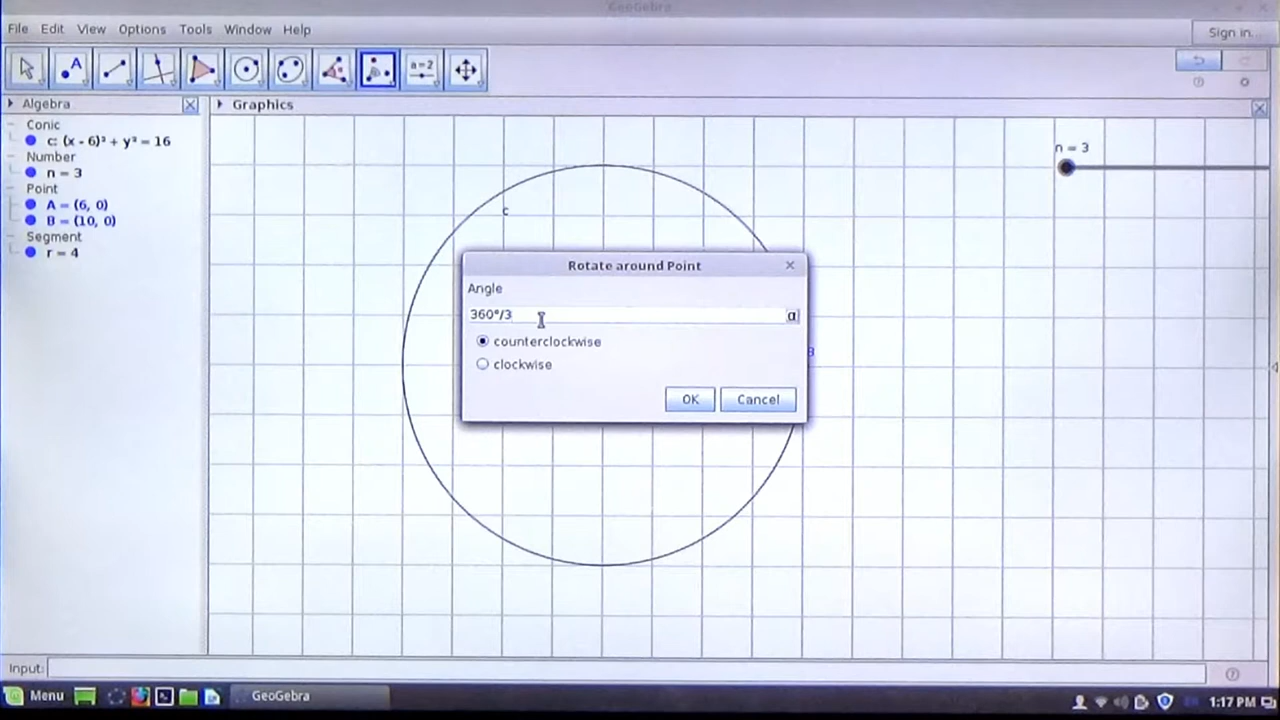 GeoGebra
File Edit View Options Tools Window Help
Sign in...
A
a=2
Algebra
Graphics
Conic
c: (x - 6)² + y² = 16
Number
n = 3
Point
A = (6, 0)
B = (10, 0)
Segment
r = 4
n = 3
c
Rotate around Point
Angle
360°/3
α
counterclockwise
clockwise
B
OK Cancel
Input:
Menu
GeoGebra
1:17 PM